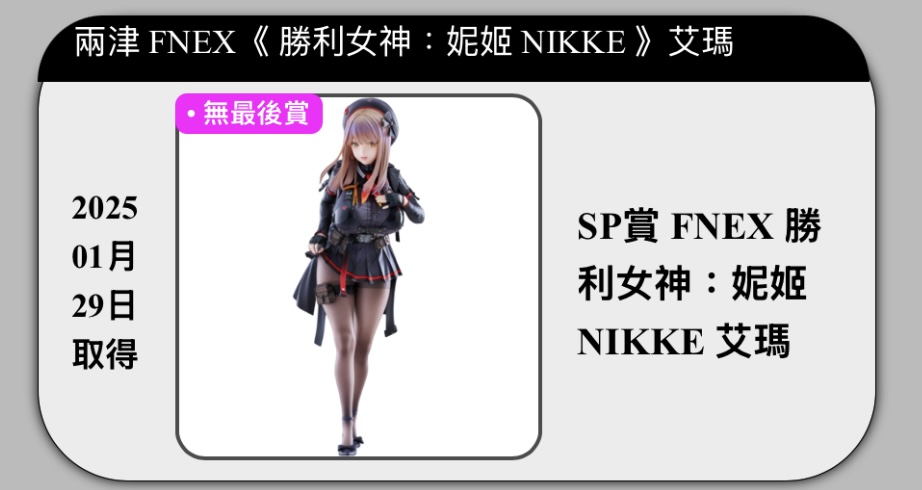 兩津 FNEX《 勝利女神：妮姬 NIKKE 》艾瑪
• 無最後賞
2025
01月
29日
取得
SP賞 FNEX 勝
利女神：妮姬
NIKKE 艾瑪